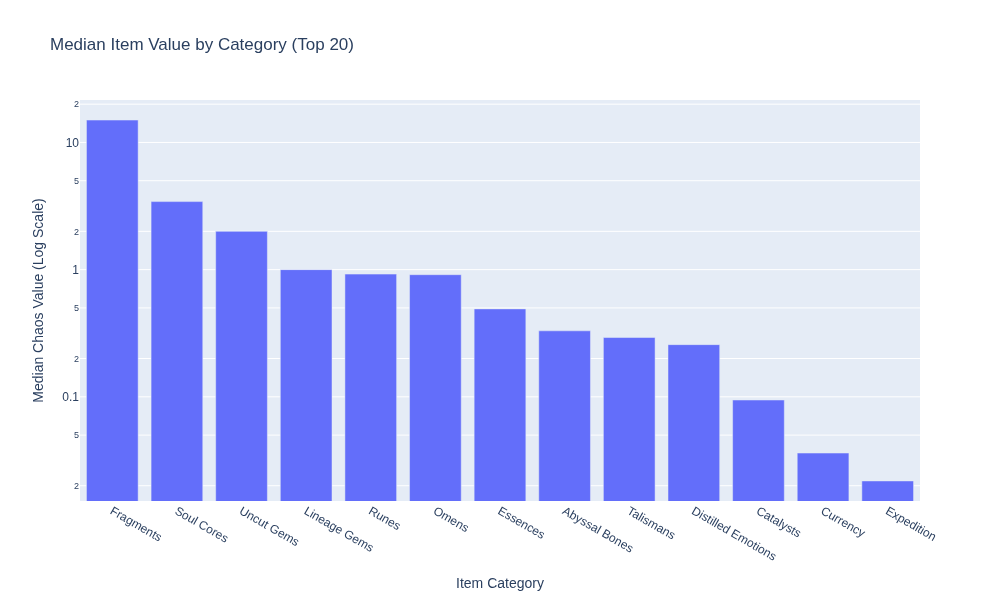 Median Item Value by Category (Top 20)
Median Chaos Value (Log Scale)
2
10
5
2
1
5
2
0.1
5
2
Fragments
Soul Cores
Uncut Gems
Lineage Gems
Runes
Omens
Essences
Abyssal Bones
Talismans
Distilled Emotions
Catalysts
Currency
Expedition
Item Category